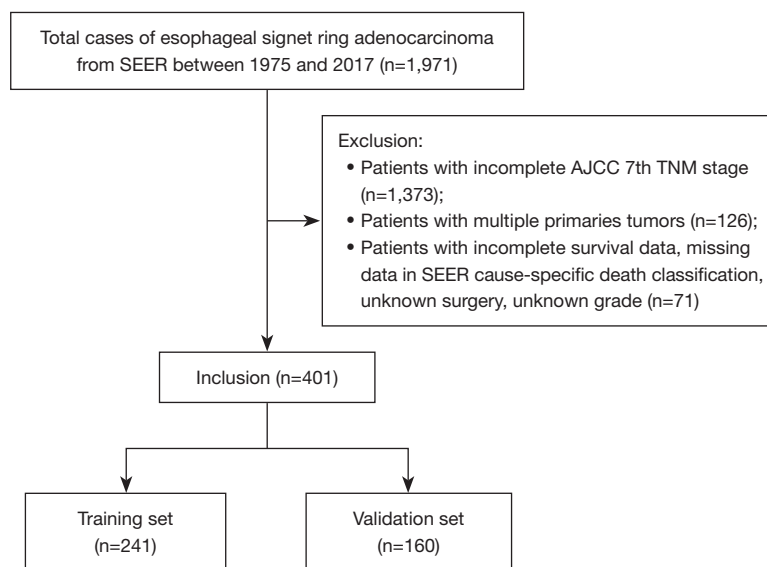 Total cases of esophageal signet ring adenocarcinoma
from SEER between 1975 and 2017 (n=1,971)
Exclusion:
• Patients with incomplete AJCC 7th TNM stage
(n=1,373);
• Patients with multiple primaries tumors (n=126);
• Patients with incomplete survival data, missing
data in SEER cause-specific death classification,
unknown surgery, unknown grade (n=71)
Inclusion (n=401)
Training set
(n=241)
Validation set
(n=160)